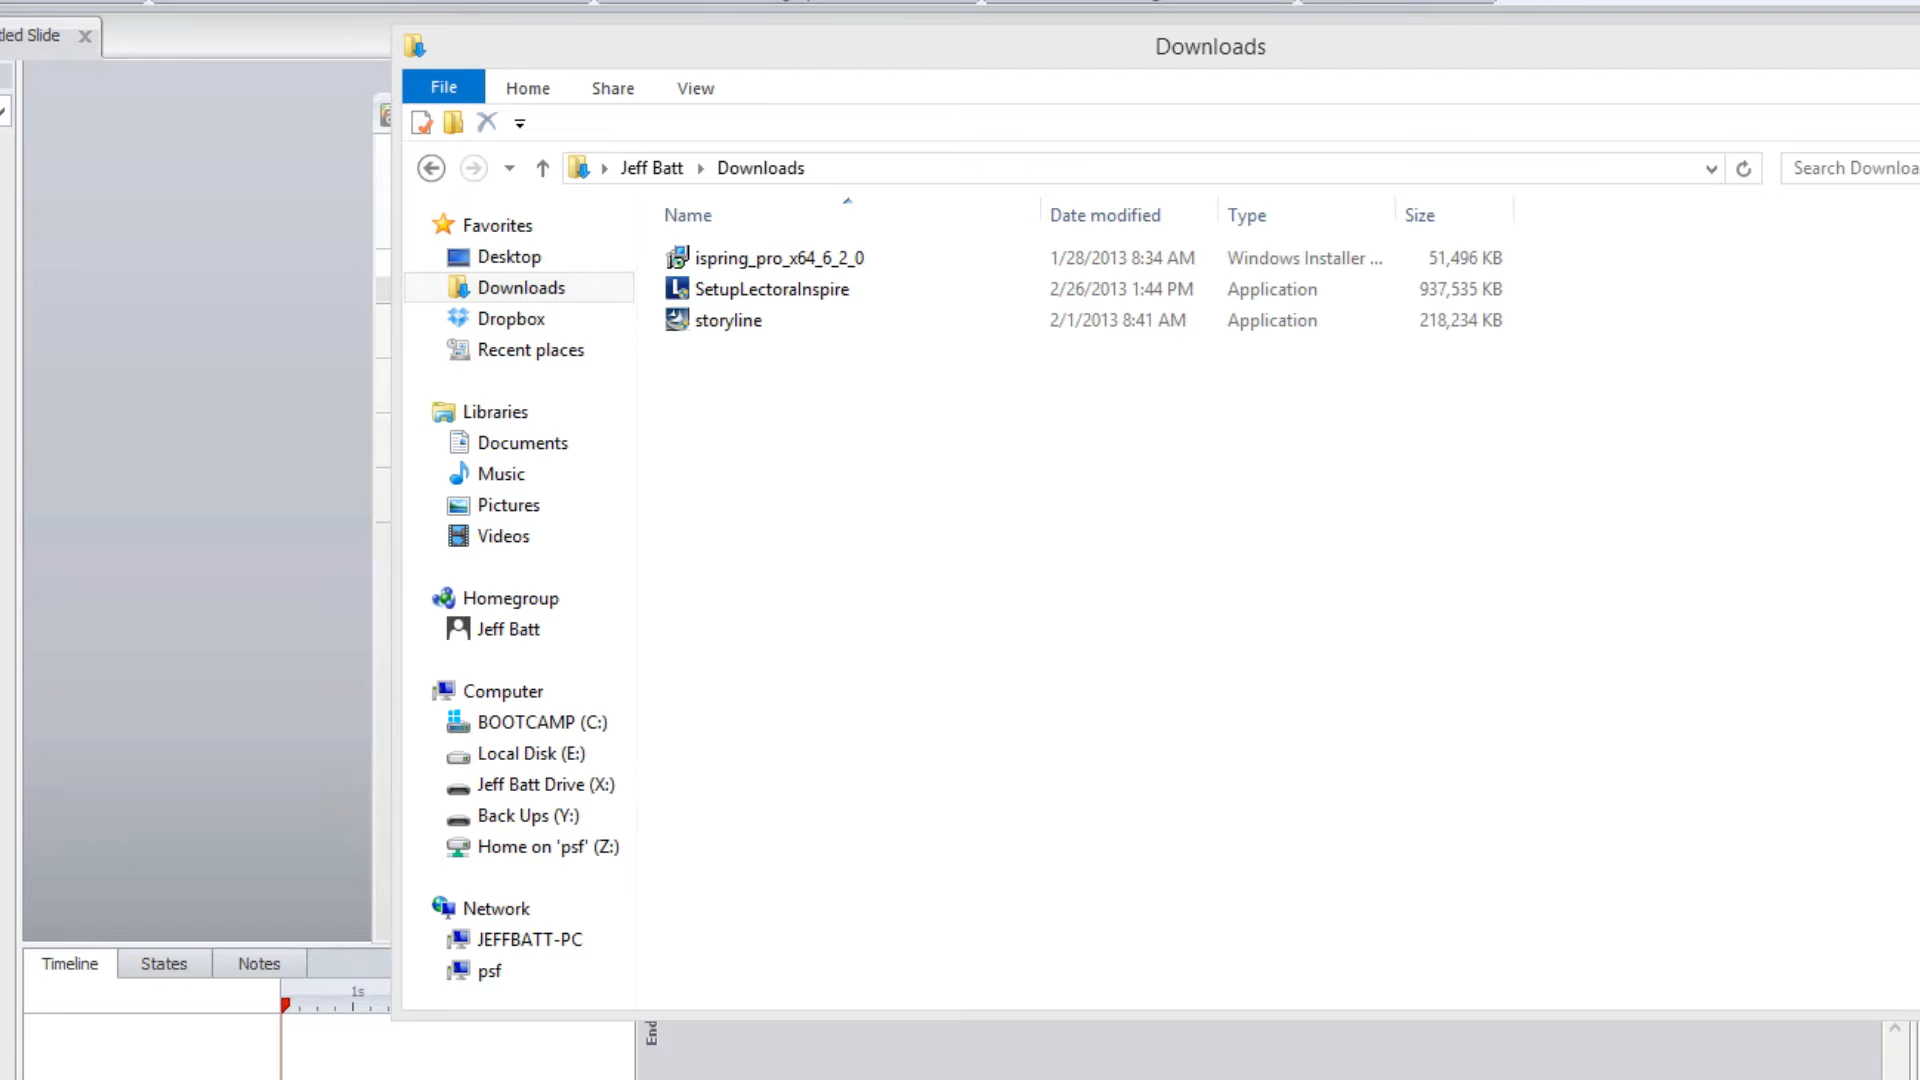 tled Slide
Downloads
File Home Share View
Jeff Batt Downloads
Search Downloa
Name Date modified Type Size
ispring_pro_x64_6_2_0 1/28/2013 8:34 AM Windows Installer ... 51,496 KB
SetupLectoraInspire 2/26/2013 1:44 PM Application 937,535 KB
storyline 2/1/2013 8:41 AM Application 218,234 KB
Favorites
Desktop
Downloads
Dropbox
Recent places
Libraries
Documents
Music
Pictures
Videos
Homegroup
Jeff Batt
Computer
BOOTCAMP (C:)
Local Disk (E:)
Jeff Batt Drive (X:)
Back Ups (Y:)
Home on 'psf' (Z:)
Network
JEFFBATT-PC
psf
Timeline States Notes
1s
End